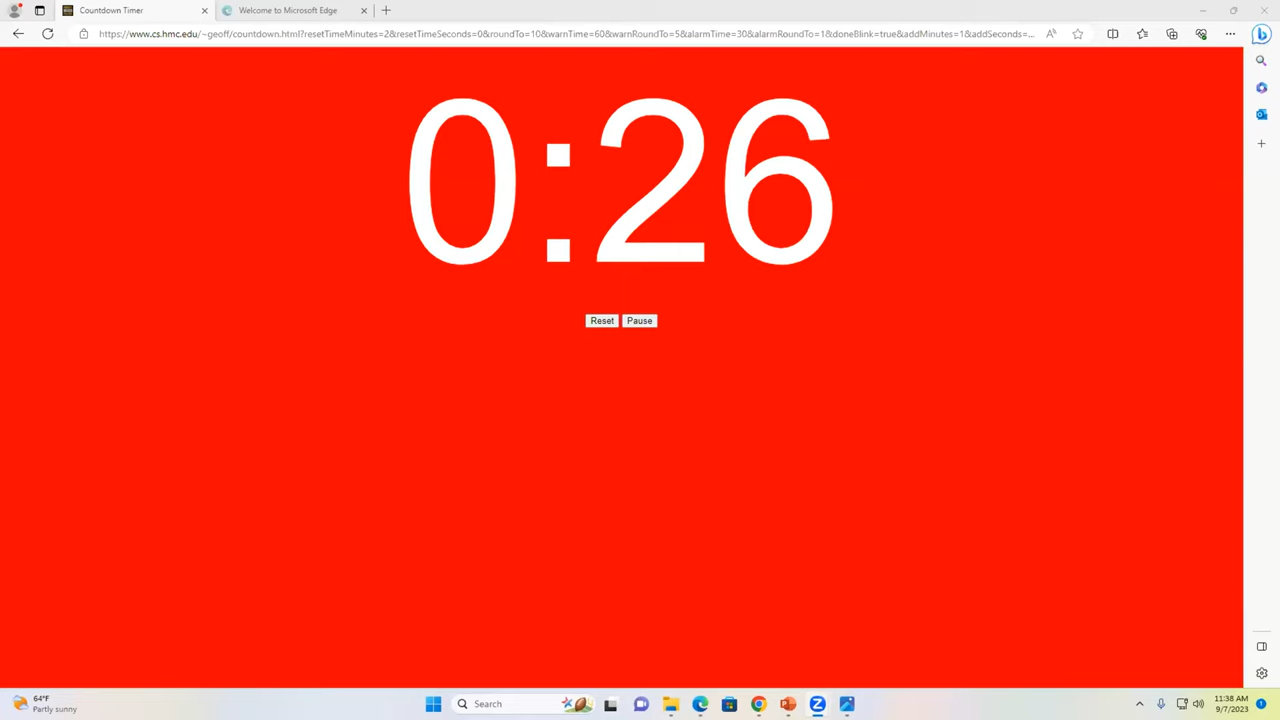 Countdown Timer
Welcome to Microsoft Edge
https://www.cs.hmc.edu/~geoff/countdown.html?resetTimeMinutes=2&resetTimeSeconds=0&roundTo=10&warnTime=60&warnRoundTo=5&alarmTime=30&alarmRoundTo=1&doneBlink=true&addMinutes=1&addSeconds=...
0:26
Reset Pause
64°F
Partly sunny
Search
11:38 AM
9/7/2023